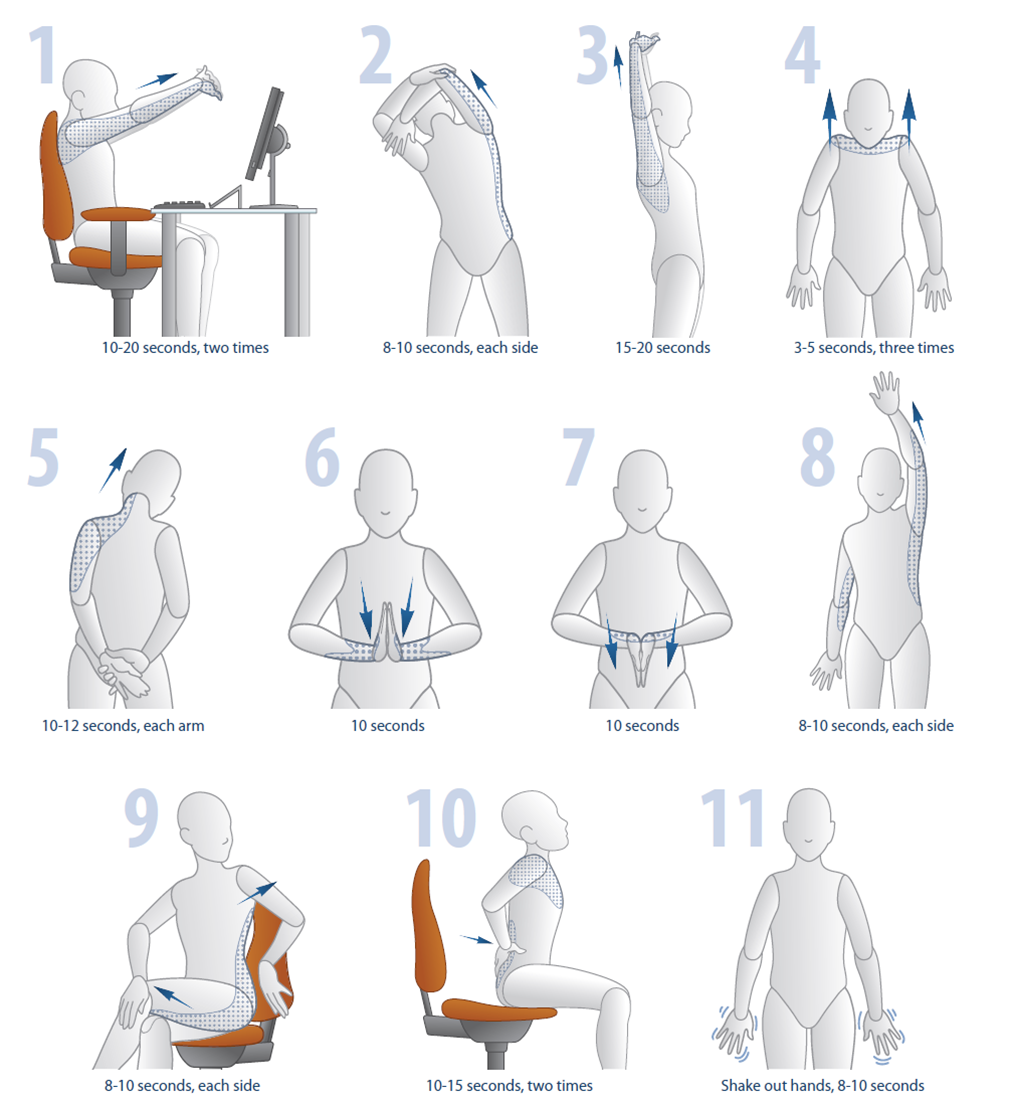 1
2
3
4
10-20 seconds, two times
8-10 seconds, each side
15-20 seconds
3-5 seconds, three times
5
6
7
8
10-12 seconds, each arm
10 seconds
10 seconds
8-10 seconds, each side
9
10
11
8-10 seconds, each side
10-15 seconds, two times
Shake out hands, 8-10 seconds